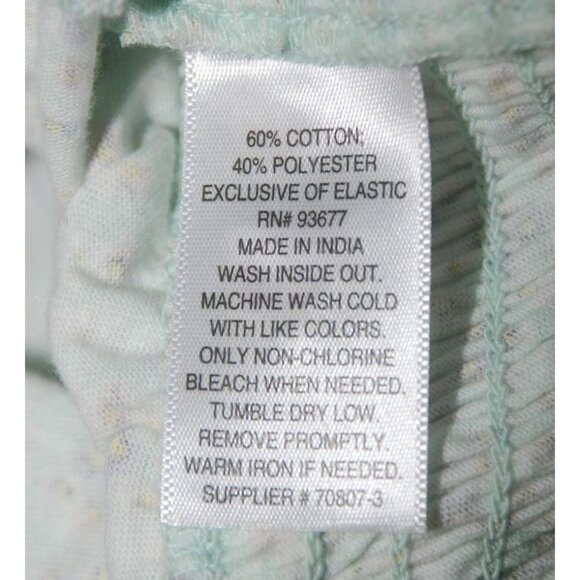 60% COTTON;
40% POLYESTER
EXCLUSIVE OF ELASTIC
RN# 93677
MADE IN INDIA
WASH INSIDE OUT.
MACHINE WASH COLD
WITH LIKE COLORS.
ONLY NON-CHLORINE
BLEACH WHEN NEEDED.
TUMBLE DRY LOW.
REMOVE PROMPTLY.
WARM IRON IF NEEDED.
SUPPLIER # 70807-3